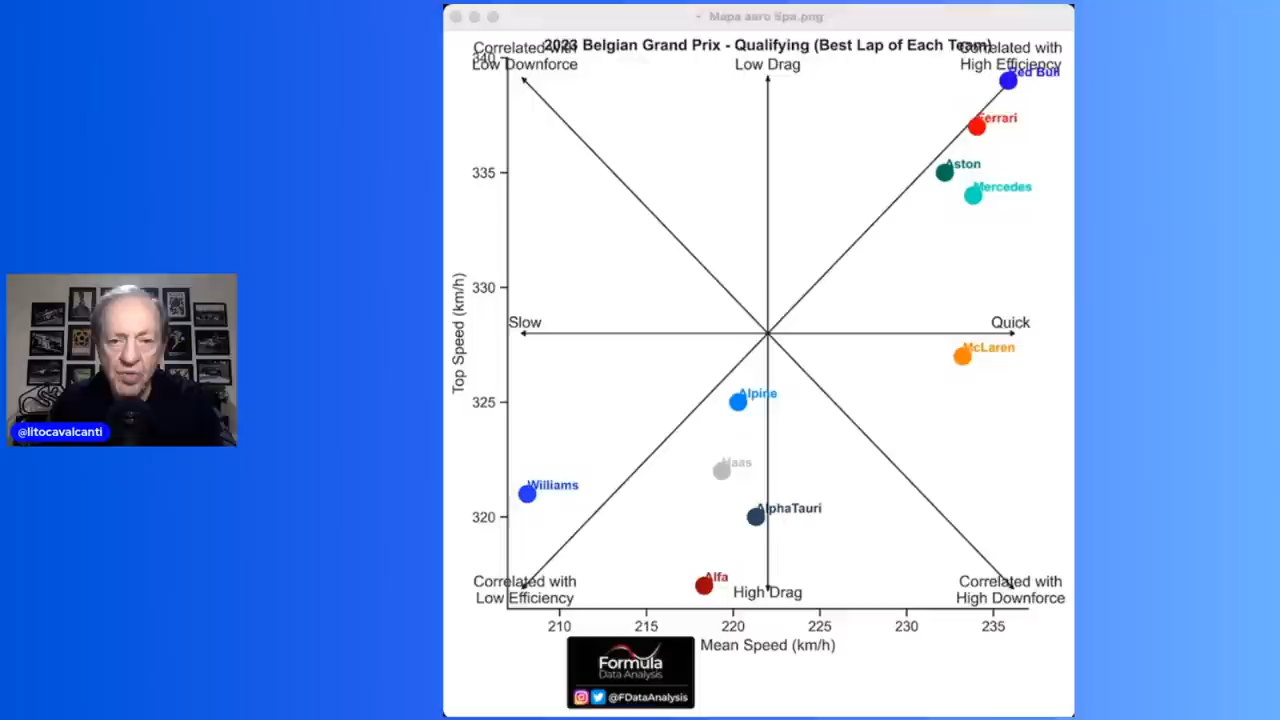 Mapa aero Spa.png
2023 Belgian Grand Prix - Qualifying (Best Lap of Each Team)
Correlated with
Low Downforce
Low Drag
Correlated with
High Efficiency
340
Red Bull
Ferrari
Aston
335
Mercedes
330
Slow
Quick
Top Speed (km/h)
McLaren
Alpine
325
Haas
Williams
AlphaTauri
320
Alfa
Correlated with
Low Efficiency
High Drag
Correlated with
High Downforce
210
215
220
225
230
235
Mean Speed (km/h)
Formula
Data Analysis
@FDataAnalysis
@litocavalcanti